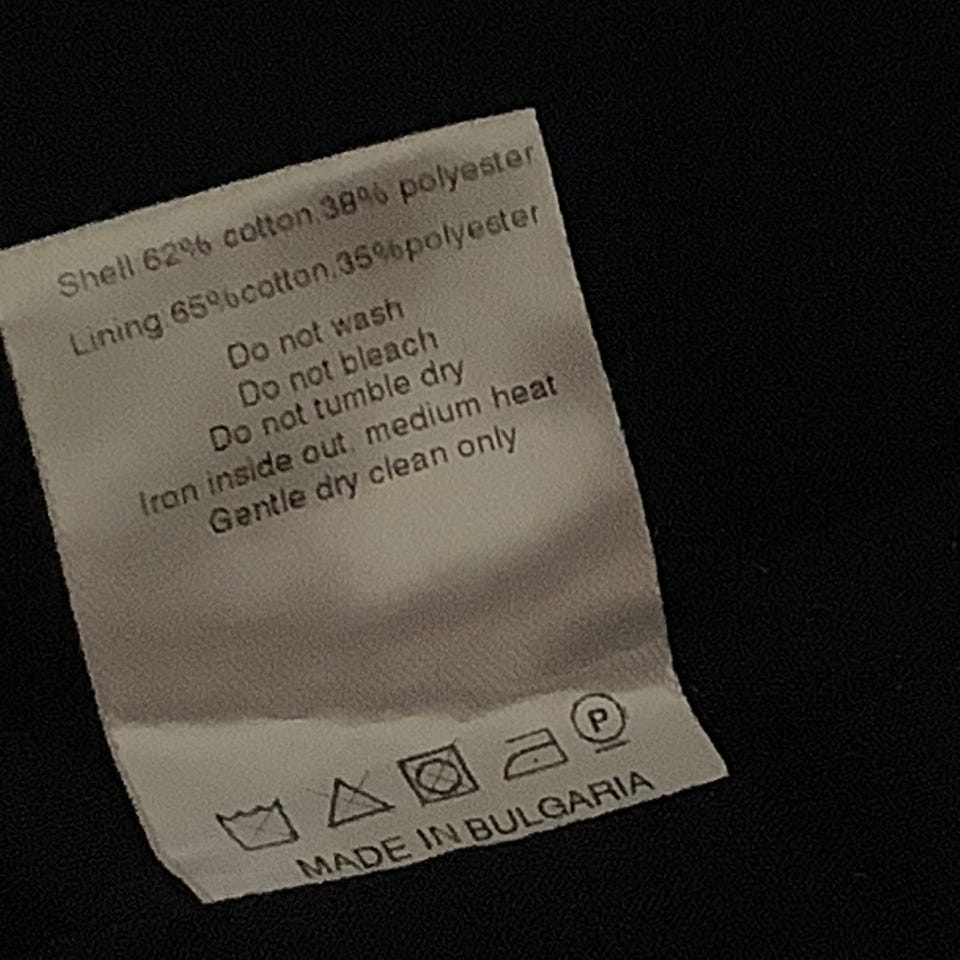 Shell 62% cotton.38% polyester
Lining 65%cotton.35%polyester
Do not wash
Do not bleach
Do not tumble dry
Iron inside out, medium heat
Gentle dry clean only
P
MADE IN BULGARIA